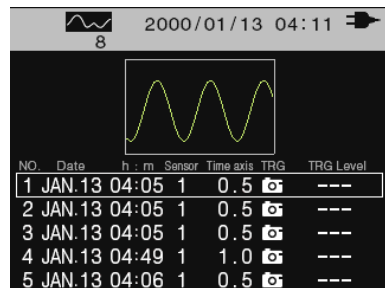 2000/01/13 04:11
8
NO. Date h : m Sensor Time axis TRG TRG Level
1 JAN.13 04:05 1 0.5 ---
2 JAN.13 04:05 1 0.5 ---
3 JAN.13 04:05 1 0.5 ---
4 JAN.13 04:49 1 1.0 ---
5 JAN.13 04:06 1 0.5 ---